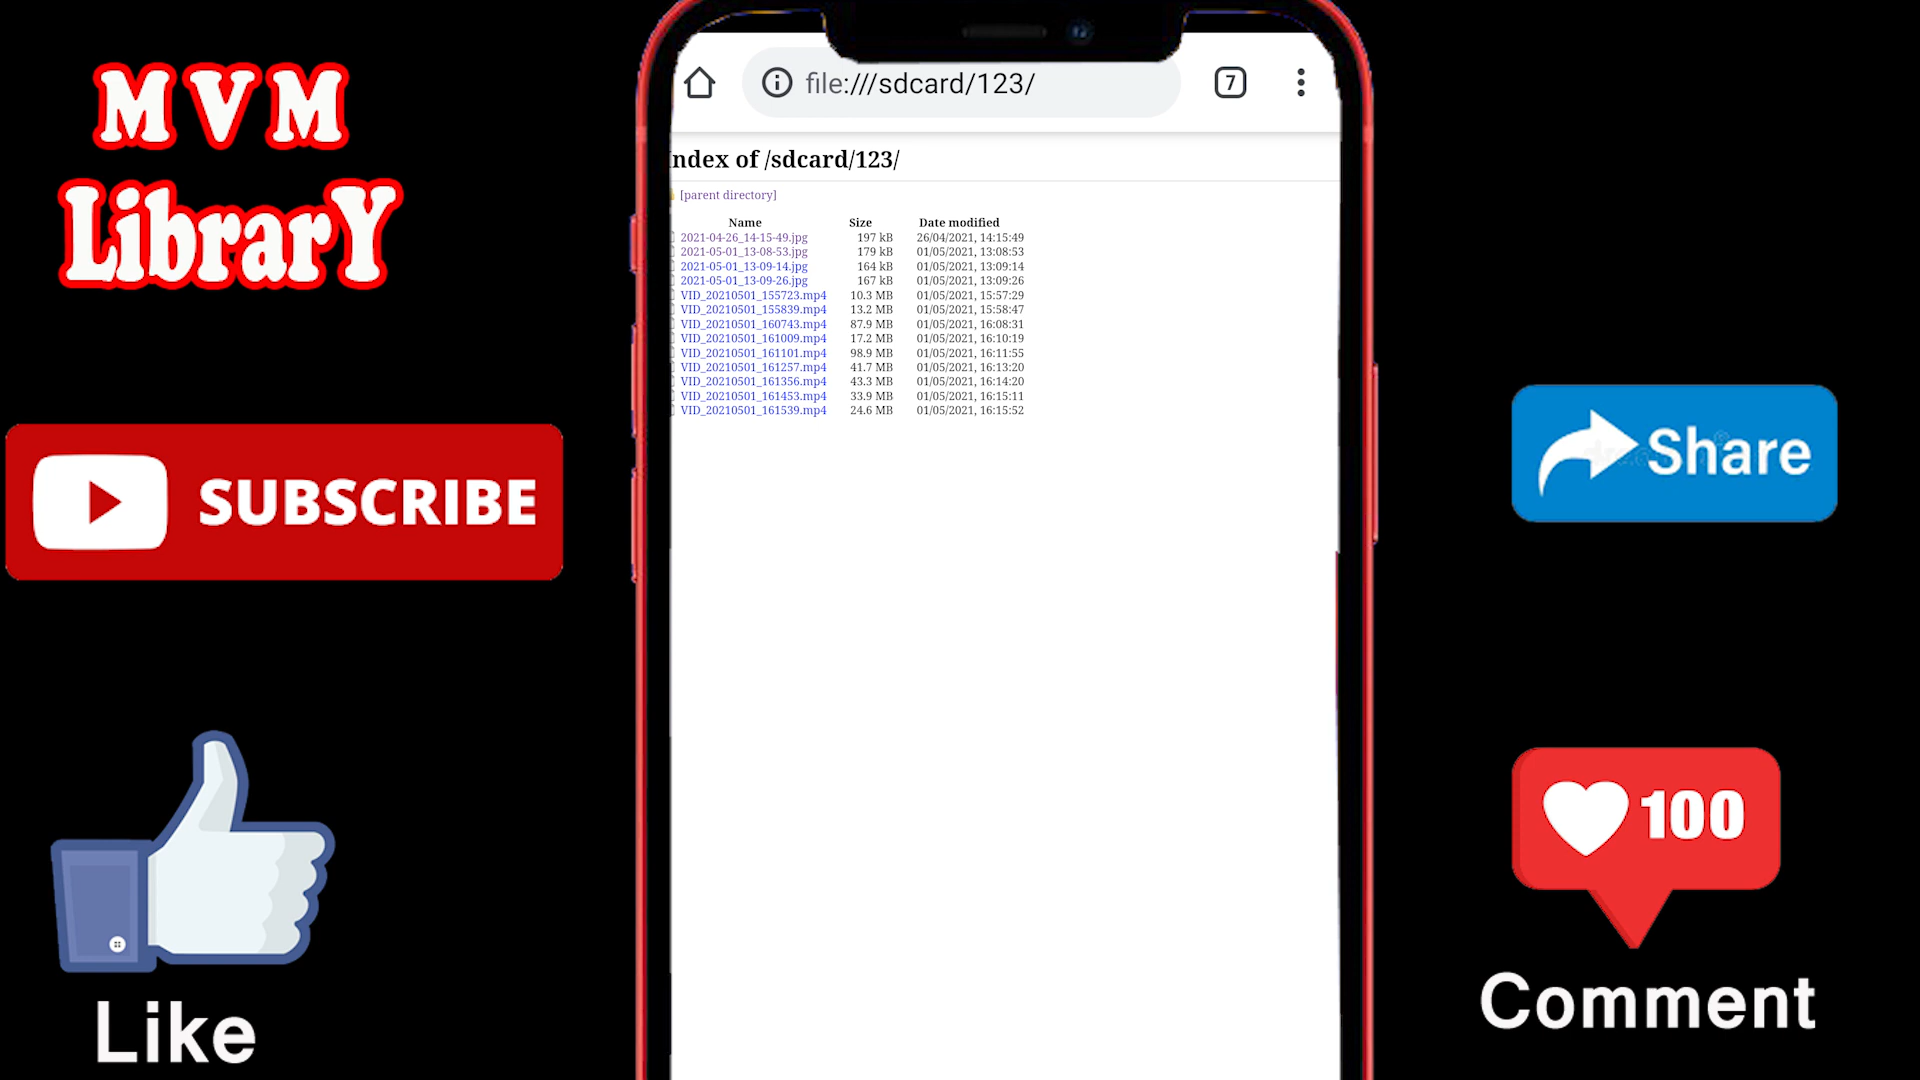 M V M
LibrarY
SUBSCRIBE
Like
file:///sdcard/123/
7
ndex of /sdcard/123/
[parent directory]
Name Size Date modified
2021-04-26_14-15-49.jpg 197 kB 26/04/2021, 14:15:49
2021-05-01_13-08-53.jpg 179 kB 01/05/2021, 13:08:53
2021-05-01_13-09-14.jpg 164 kB 01/05/2021, 13:09:14
2021-05-01_13-09-26.jpg 167 kB 01/05/2021, 13:09:26
VID_20210501_155723.mp4 10.3 MB 01/05/2021, 15:57:29
VID_20210501_155839.mp4 13.2 MB 01/05/2021, 15:58:47
VID_20210501_160743.mp4 87.9 MB 01/05/2021, 16:08:31
VID_20210501_161009.mp4 17.2 MB 01/05/2021, 16:10:19
VID_20210501_161101.mp4 98.9 MB 01/05/2021, 16:11:55
VID_20210501_161257.mp4 41.7 MB 01/05/2021, 16:13:20
VID_20210501_161356.mp4 43.3 MB 01/05/2021, 16:14:20
VID_20210501_161453.mp4 33.9 MB 01/05/2021, 16:15:11
VID_20210501_161539.mp4 24.6 MB 01/05/2021, 16:15:52
Share
100
Comment